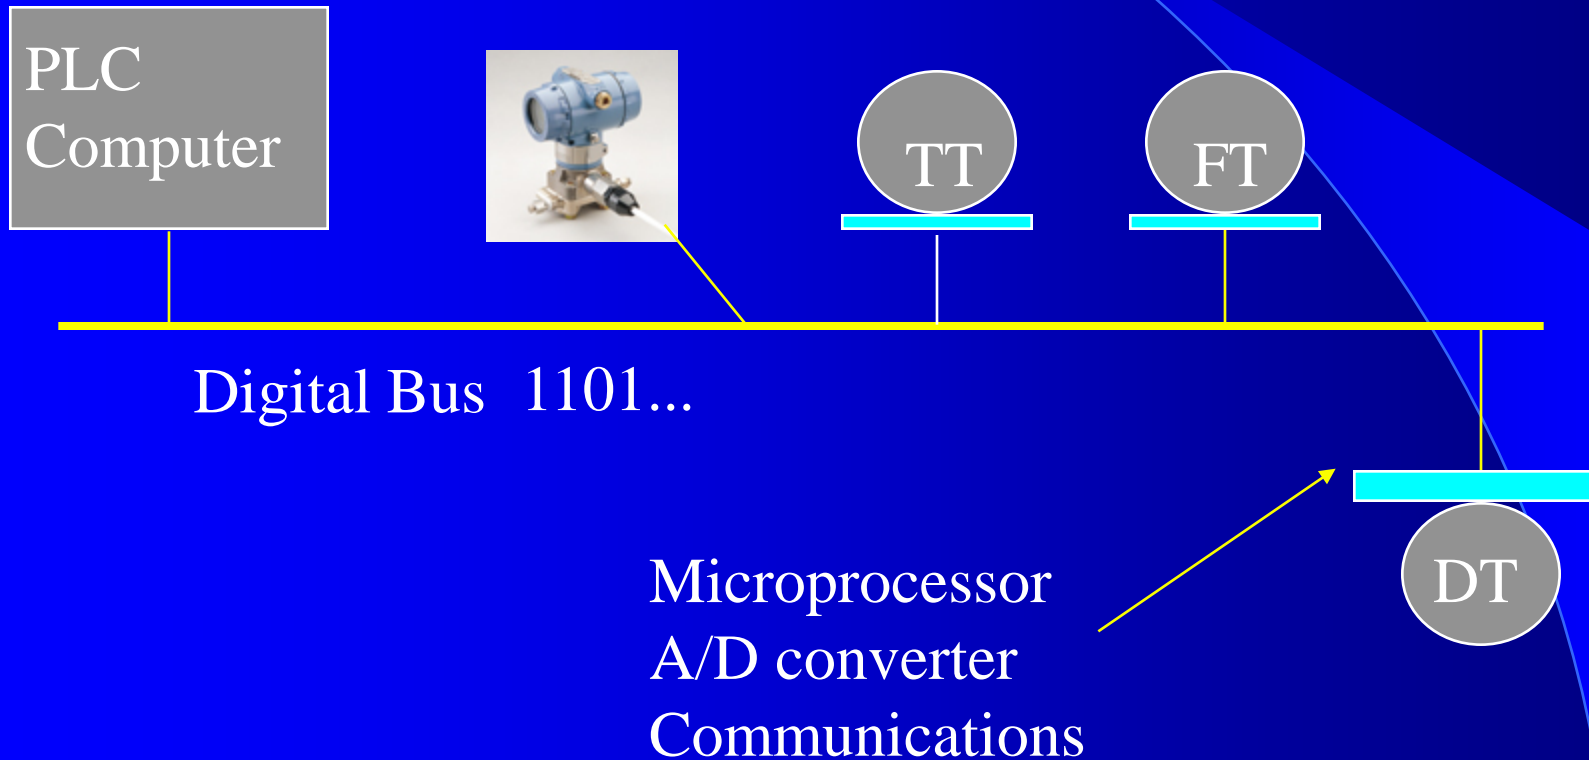 PLC
Computer
TT
FT
Digital Bus 1101...
DT
Microprocessor
A/D converter
Communications